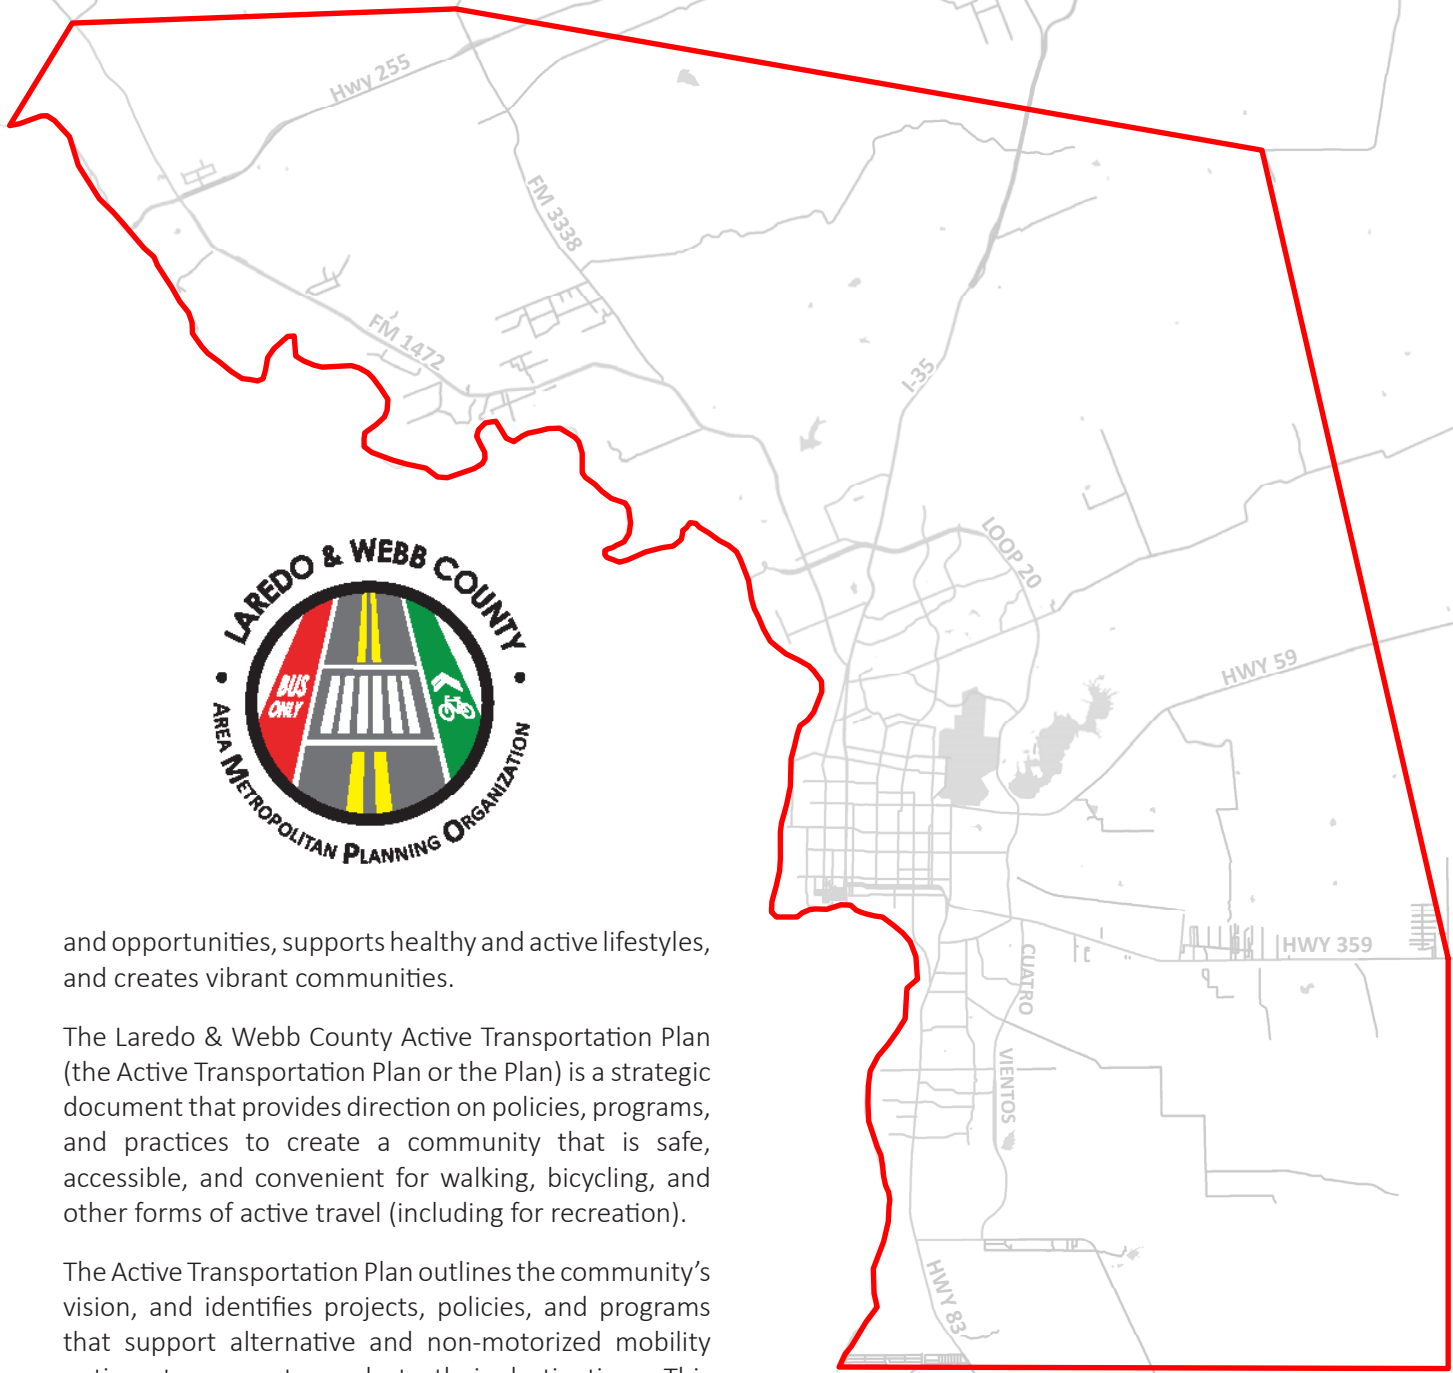 Hwy 255
FM 3338
FM 1472
I-35
LOOP 20
HWY 59
LAREDO & WEBB COUNTY
BUS
ONLY
AREA METROPOLITAN PLANNING ORGANIZATION
HWY 359
CUATRO
VIENTOS
HWY 83
and opportunities, supports healthy and active lifestyles,
and creates vibrant communities.
The Laredo & Webb County Active Transportation Plan
(the Active Transportation Plan or the Plan) is a strategic
document that provides direction on policies, programs,
and practices to create a community that is safe,
accessible, and convenient for walking, bicycling, and
other forms of active travel (including for recreation).
The Active Transportation Plan outlines the community's
vision, and identifies projects, policies, and programs
that support alternative and non-motorized mobility